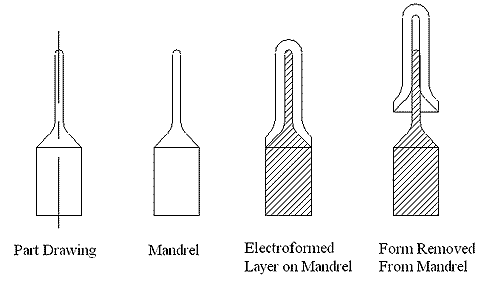 Part Drawing
Mandrel
Electroformed
Layer on Mandrel
Form Removed
From Mandrel